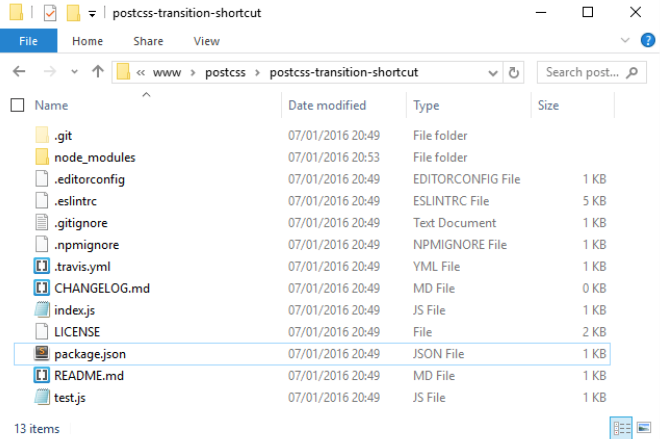 postcss-transition-shortcut
File Home Share View
« www > postcss > postcss-transition-shortcut Search post...
Name Date modified Type Size
.git 07/01/2016 20:49 File folder
node_modules 07/01/2016 20:53 File folder
.editorconfig 07/01/2016 20:49 EDITORCONFIG File 1 KB
.eslintrc 07/01/2016 20:49 ESLINTRC File 5 KB
.gitignore 07/01/2016 20:49 Text Document 1 KB
.npmignore 07/01/2016 20:49 NPMIGNORE File 1 KB
.travis.yml 07/01/2016 20:49 YML File 1 KB
CHANGELOG.md 07/01/2016 20:49 MD File 0 KB
index.js 07/01/2016 20:49 JS File 1 KB
LICENSE 07/01/2016 20:49 File 2 KB
package.json 07/01/2016 20:49 JSON File 1 KB
README.md 07/01/2016 20:49 MD File 1 KB
test.js 07/01/2016 20:49 JS File 1 KB
13 items